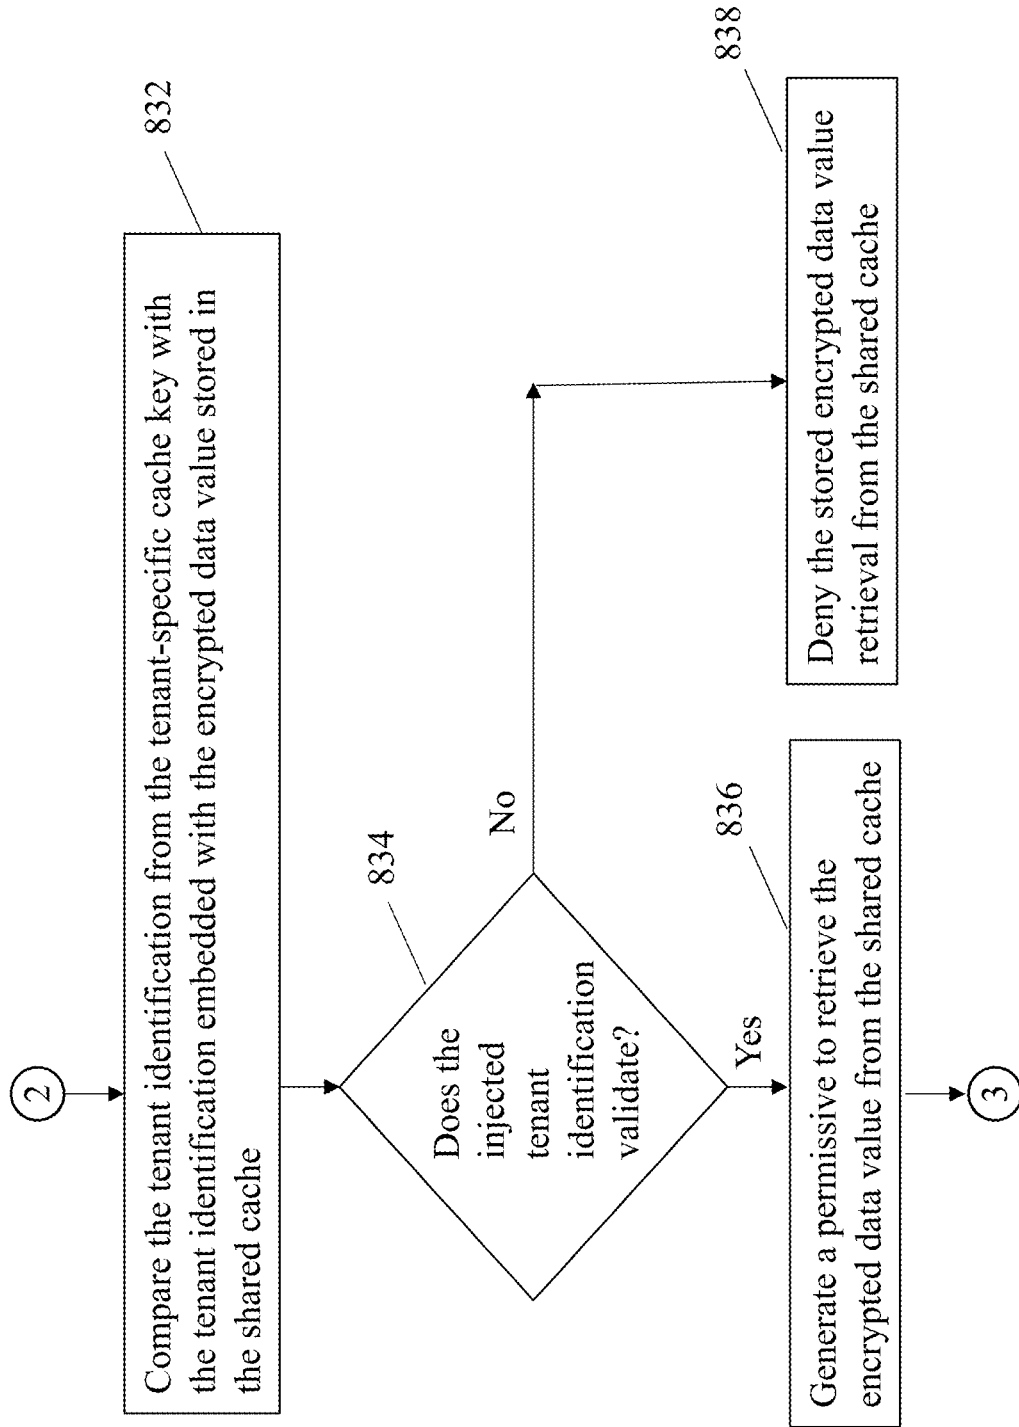 2
832
Compare the tenant identification from the tenant-specific cache key with
the tenant identification embedded with the encrypted data value stored in
the shared cache
834
Does the
injected
tenant
identification
validate?
No
Yes
836
Generate a permissive to retrieve the
encrypted data value from the shared cache
838
Deny the stored encrypted data value
retrieval from the shared cache
3